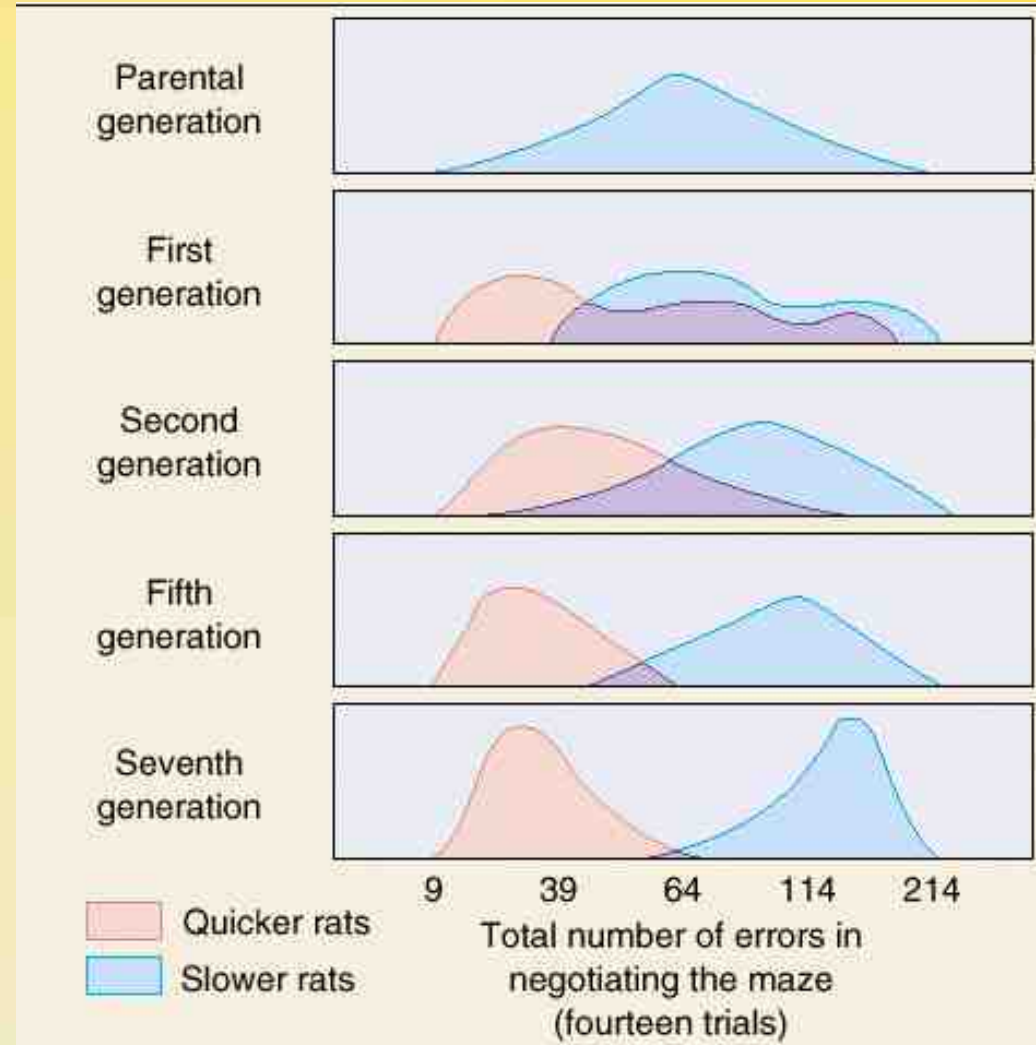 Parental
generation
First
generation
Second
generation
Fifth
generation
Seventh
generation
9 39 64 114 214
Quicker rats
Slower rats
Total number of errors in
negotiating the maze
(fourteen trials)